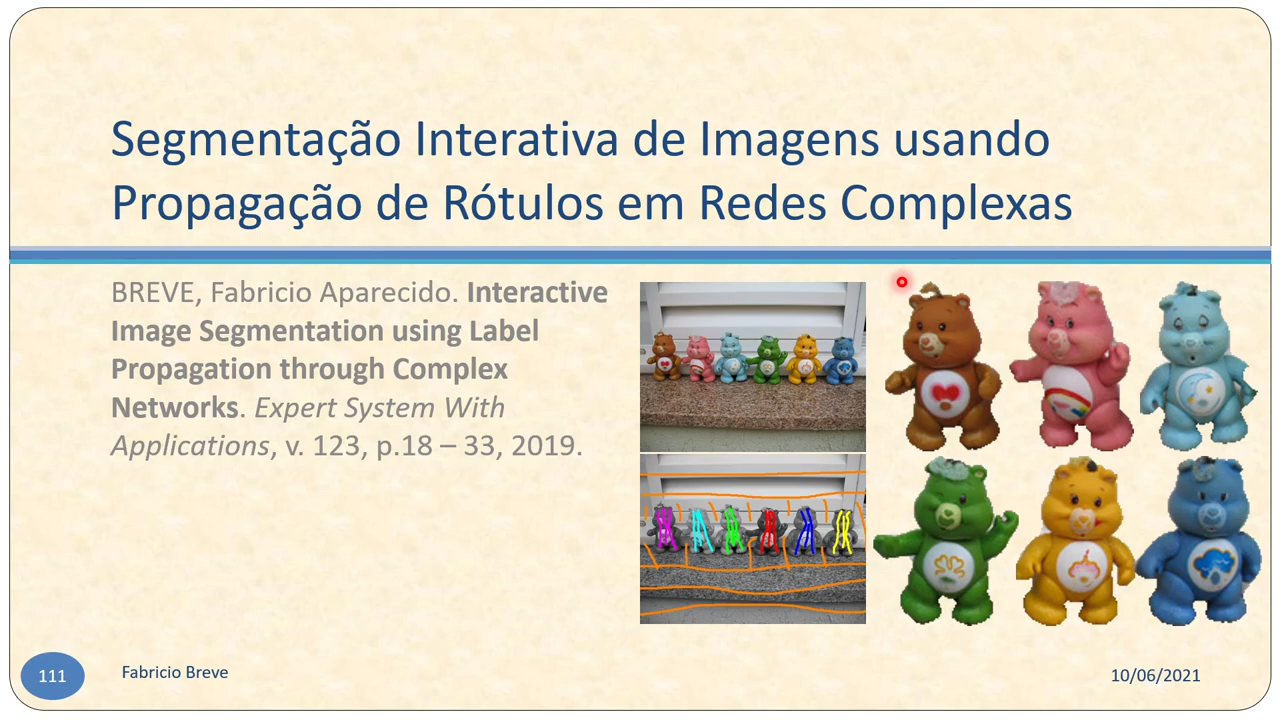 Segmentação Interativa de Imagens usando
Propagação de Rótulos em Redes Complexas
BREVE, Fabricio Aparecido. Interactive
Image Segmentation using Label
Propagation through Complex
Networks. Expert System With
Applications, v. 123, p.18 – 33, 2019.
111
Fabricio Breve
10/06/2021